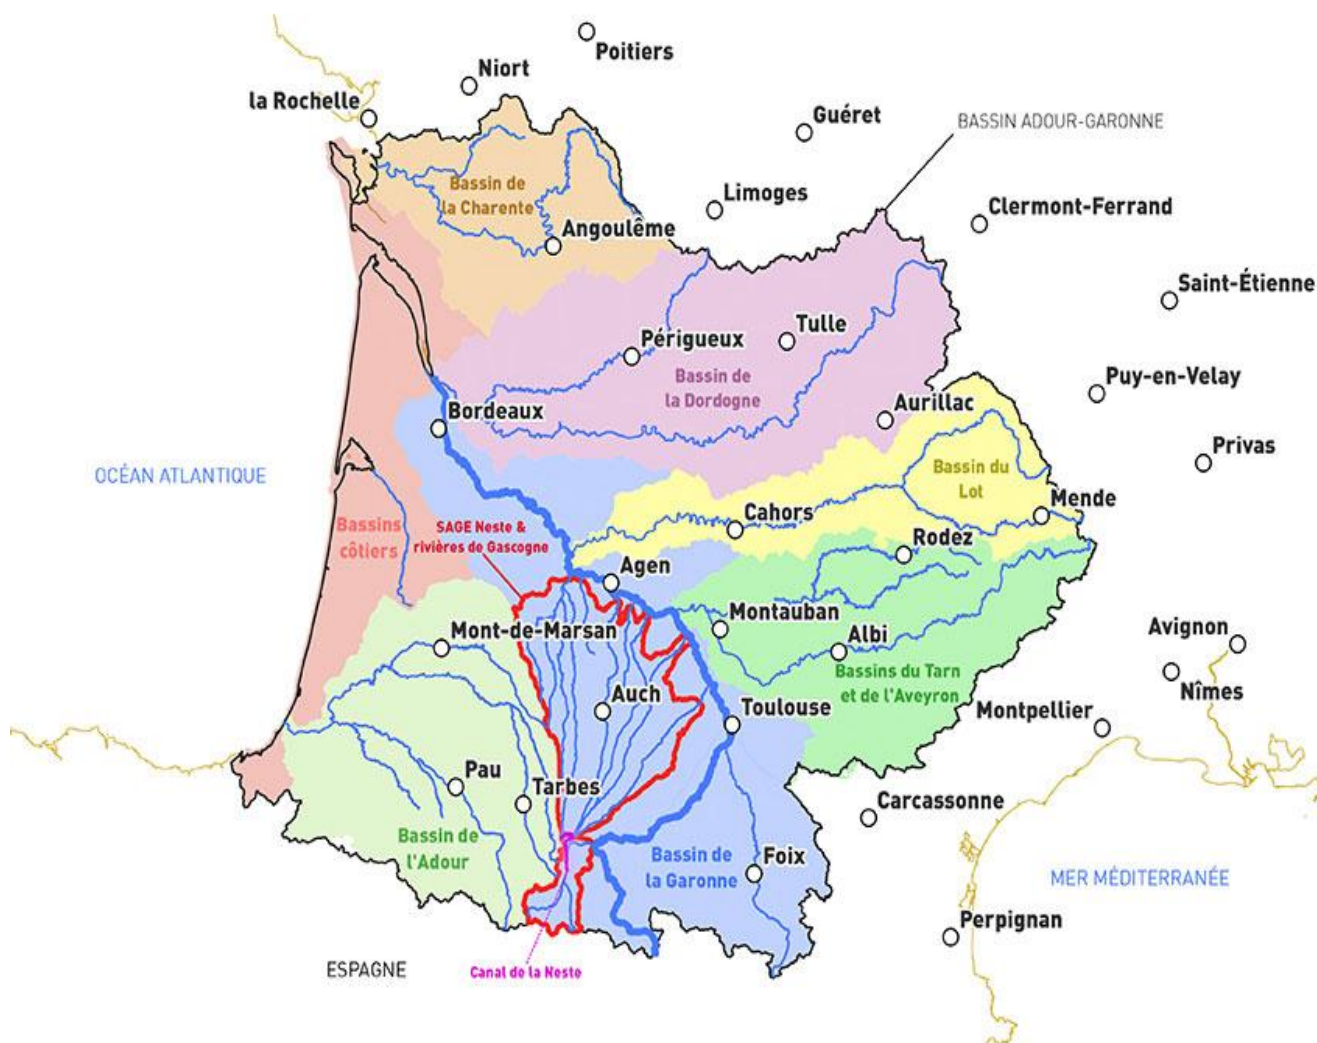 Poitiers
Niort
la Rochelle
Guéret
BASSIN ADOUR-GARONNE
Bassin de
la Charente
Limoges
Clermont-Ferrand
Angoulême
Saint-Étienne
Périgueux
Tulle
Bassin de
la Dordogne
Puy-en-Velay
Bordeaux
Aurillac
Privas
OCÉAN ATLANTIQUE
Bassin du
Lot
Mende
Bassins
côtiers
SAGE Neste &
rivières de Gascogne
Cahors
Rodez
Agen
Montauban
Mont-de-Marsan
Albi
Avignon
Bassins du Tarn
et de l'Aveyron
Nîmes
Auch
Toulouse
Montpellier
Pau
Tarbes
Carcassonne
Bassin de
l'Adour
Bassin de
la Garonne
Foix
MER MÉDITERRANÉE
Perpignan
ESPAGNE
Canal de la Neste